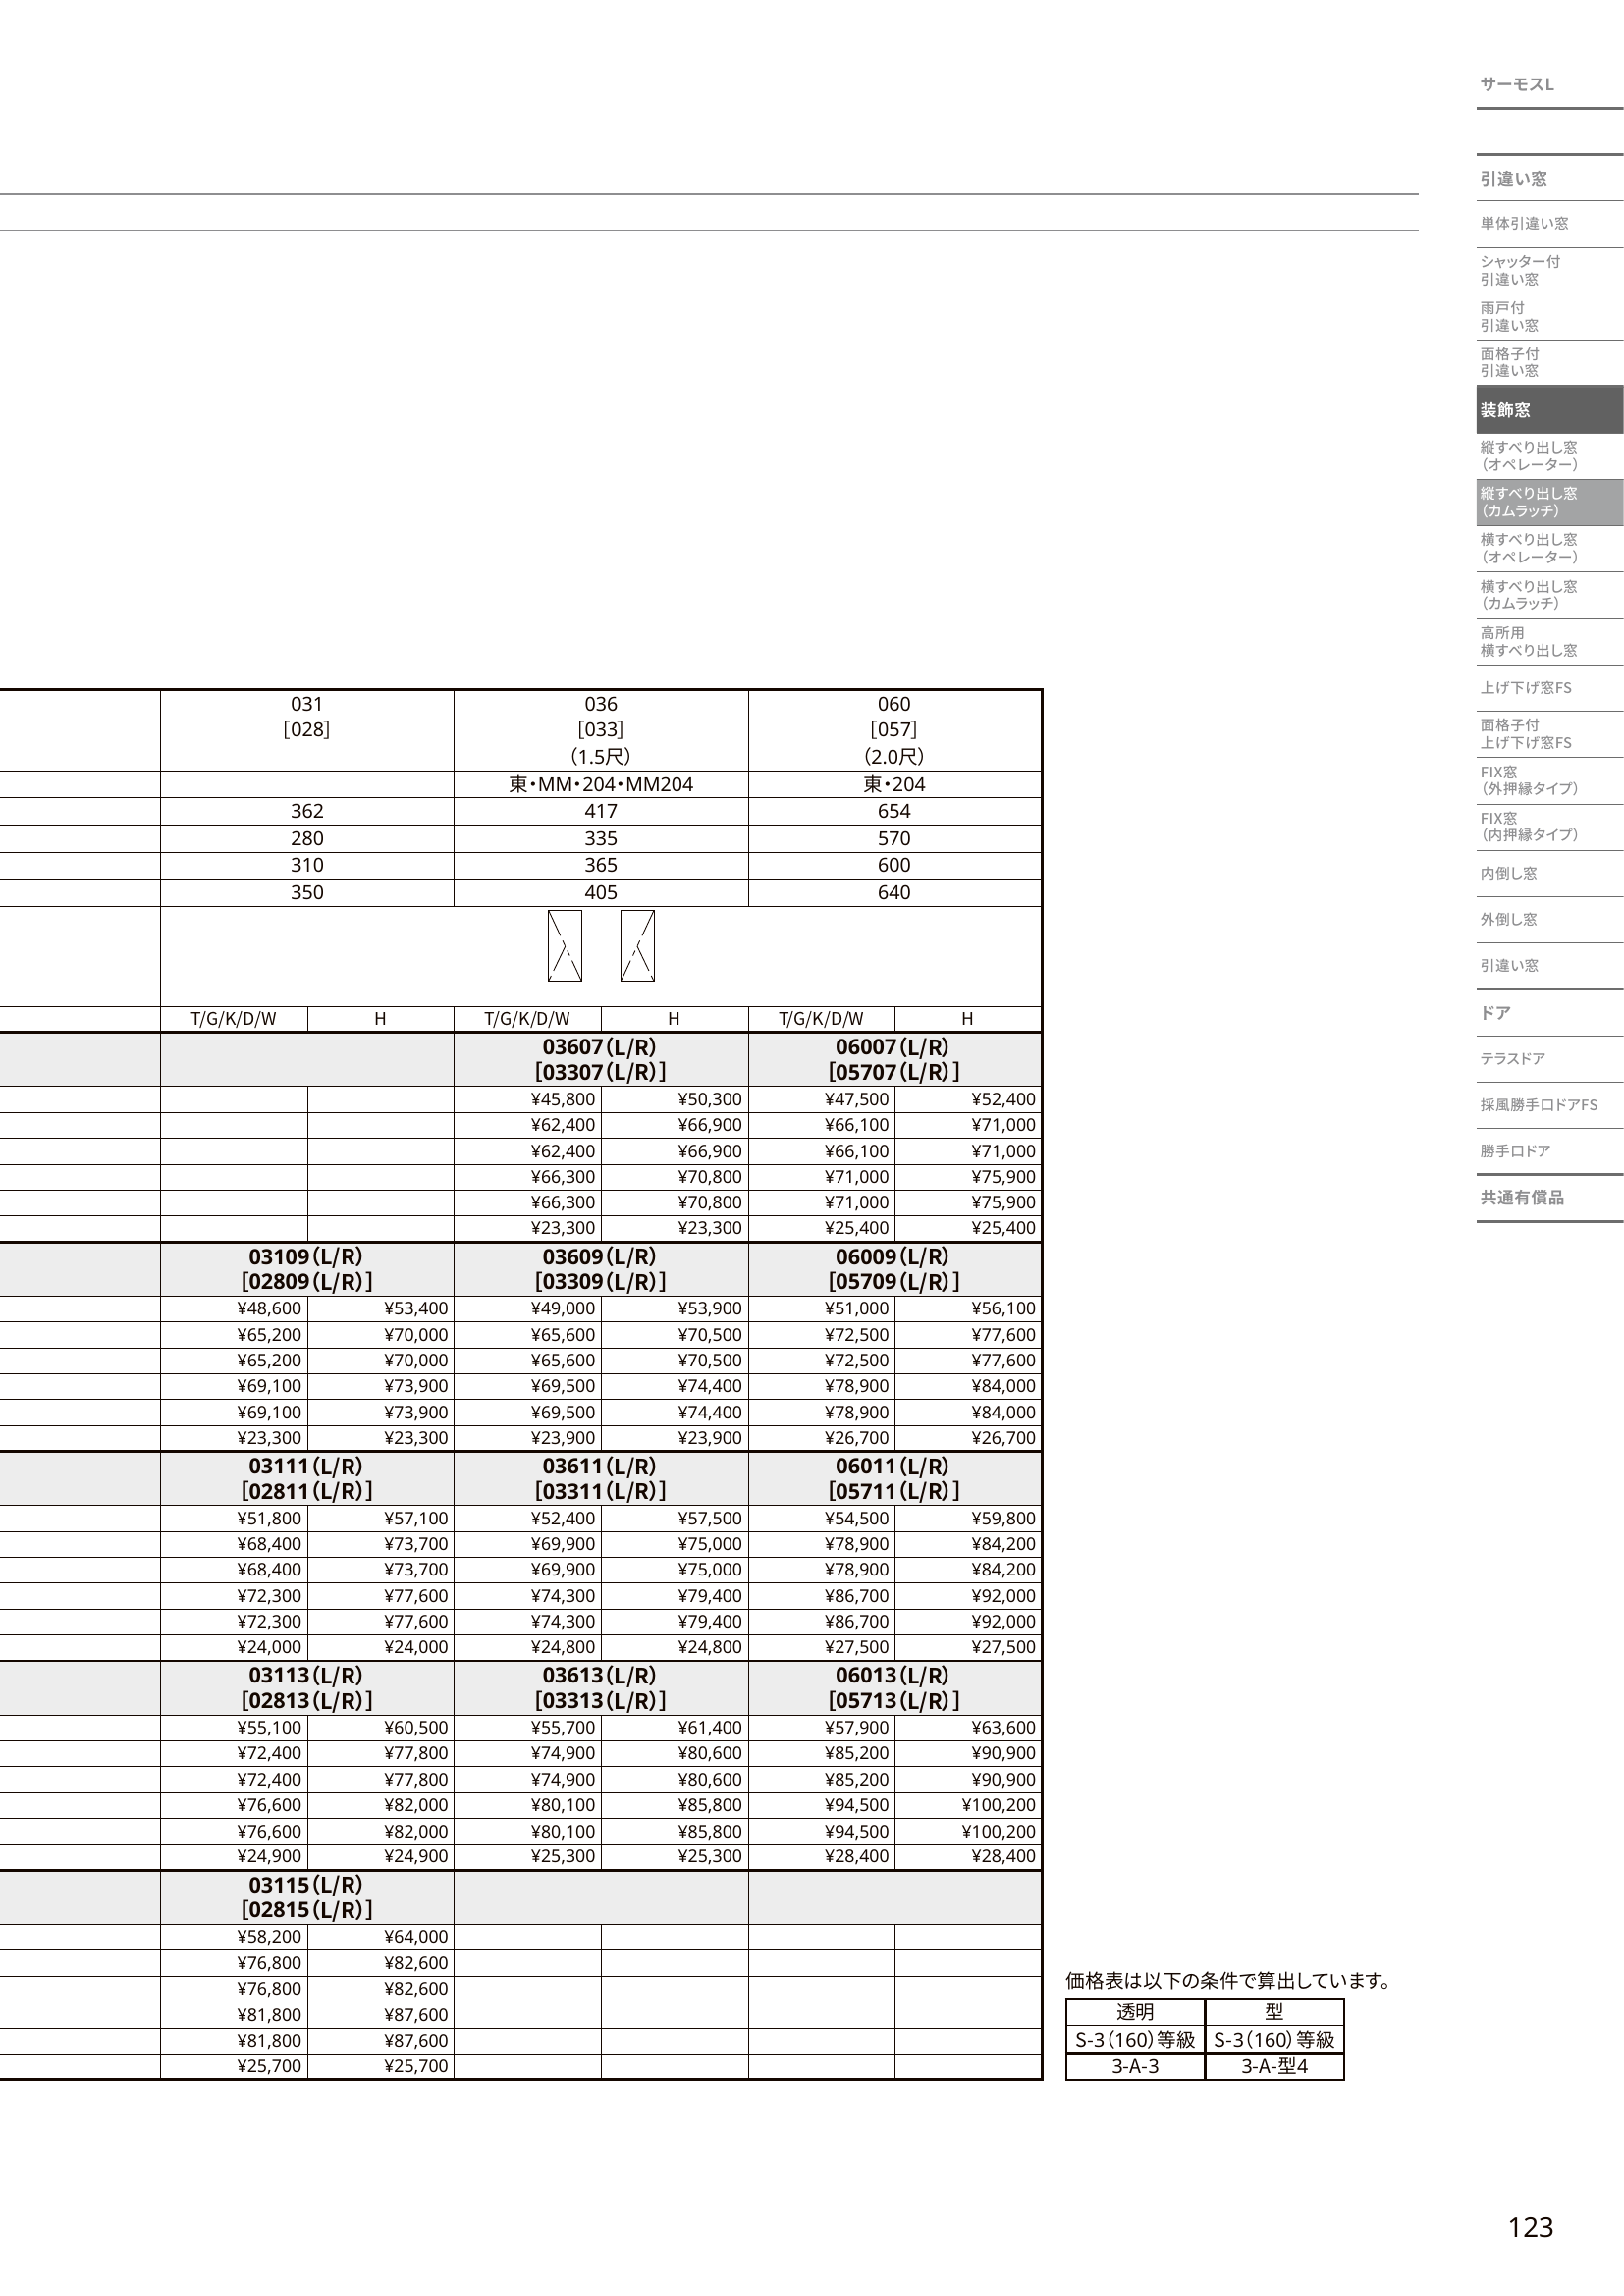 サーモスL
引違い窓
単体引違い窓
シャッター付
引違い窓
雨戸付
引違い窓
面格子付
引違い窓
装飾窓
縦すべり出し窓
（オペレーター）
縦すべり出し窓
（カムラッチ）
横すべり出し窓
（オペレーター）
横すべり出し窓
（カムラッチ）
高所用
横すべり出し窓
上げ下げ窓FS
面格子付
上げ下げ窓FS
FIX窓
（外押縁タイプ）
FIX窓
（内押縁タイプ）
内倒し窓
外倒し窓
引違い窓
ドア
テラスドア
採風勝手口ドアFS
勝手口ドア
共通有償品
031 036 060
［028］ ［033］ ［057］
（1.5尺） （2.0尺）
東・MM・204・MM204 東・204
362 417 654
280 335 570
310 365 600
350 405 640
T/G/K/D/W H T/G/K/D/W H T/G/K/D/W H
03607（L/R） 06007（L/R）
［03307（L/R）］ ［05707（L/R）］
¥45,800 ¥50,300 ¥47,500 ¥52,400
¥62,400 ¥66,900 ¥66,100 ¥71,000
¥62,400 ¥66,900 ¥66,100 ¥71,000
¥66,300 ¥70,800 ¥71,000 ¥75,900
¥66,300 ¥70,800 ¥71,000 ¥75,900
¥23,300 ¥23,300 ¥25,400 ¥25,400
03109（L/R） 03609（L/R） 06009（L/R）
［02809（L/R）］ ［03309（L/R）］ ［05709（L/R）］
¥48,600 ¥53,400 ¥49,000 ¥53,900 ¥51,000 ¥56,100
¥65,200 ¥70,000 ¥65,600 ¥70,500 ¥72,500 ¥77,600
¥65,200 ¥70,000 ¥65,600 ¥70,500 ¥72,500 ¥77,600
¥69,100 ¥73,900 ¥69,500 ¥74,400 ¥78,900 ¥84,000
¥69,100 ¥73,900 ¥69,500 ¥74,400 ¥78,900 ¥84,000
¥23,300 ¥23,300 ¥23,900 ¥23,900 ¥26,700 ¥26,700
03111（L/R） 03611（L/R） 06011（L/R）
［02811（L/R）］ ［03311（L/R）］ ［05711（L/R）］
¥51,800 ¥57,100 ¥52,400 ¥57,500 ¥54,500 ¥59,800
¥68,400 ¥73,700 ¥69,900 ¥75,000 ¥78,900 ¥84,200
¥68,400 ¥73,700 ¥69,900 ¥75,000 ¥78,900 ¥84,200
¥72,300 ¥77,600 ¥74,300 ¥79,400 ¥86,700 ¥92,000
¥72,300 ¥77,600 ¥74,300 ¥79,400 ¥86,700 ¥92,000
¥24,000 ¥24,000 ¥24,800 ¥24,800 ¥27,500 ¥27,500
03113（L/R） 03613（L/R） 06013（L/R）
［02813（L/R）］ ［03313（L/R）］ ［05713（L/R）］
¥55,100 ¥60,500 ¥55,700 ¥61,400 ¥57,900 ¥63,600
¥72,400 ¥77,800 ¥74,900 ¥80,600 ¥85,200 ¥90,900
¥72,400 ¥77,800 ¥74,900 ¥80,600 ¥85,200 ¥90,900
¥76,600 ¥82,000 ¥80,100 ¥85,800 ¥94,500 ¥100,200
¥76,600 ¥82,000 ¥80,100 ¥85,800 ¥94,500 ¥100,200
¥24,900 ¥24,900 ¥25,300 ¥25,300 ¥28,400 ¥28,400
03115（L/R）
［02815（L/R）］
¥58,200 ¥64,000
¥76,800 ¥82,600
¥76,800 ¥82,600
¥81,800 ¥87,600
¥81,800 ¥87,600
¥25,700 ¥25,700
価格表は以下の条件で算出しています。
透明 型
S-3（160）等級 S-3（160）等級
3-A-3 3-A-型4
123